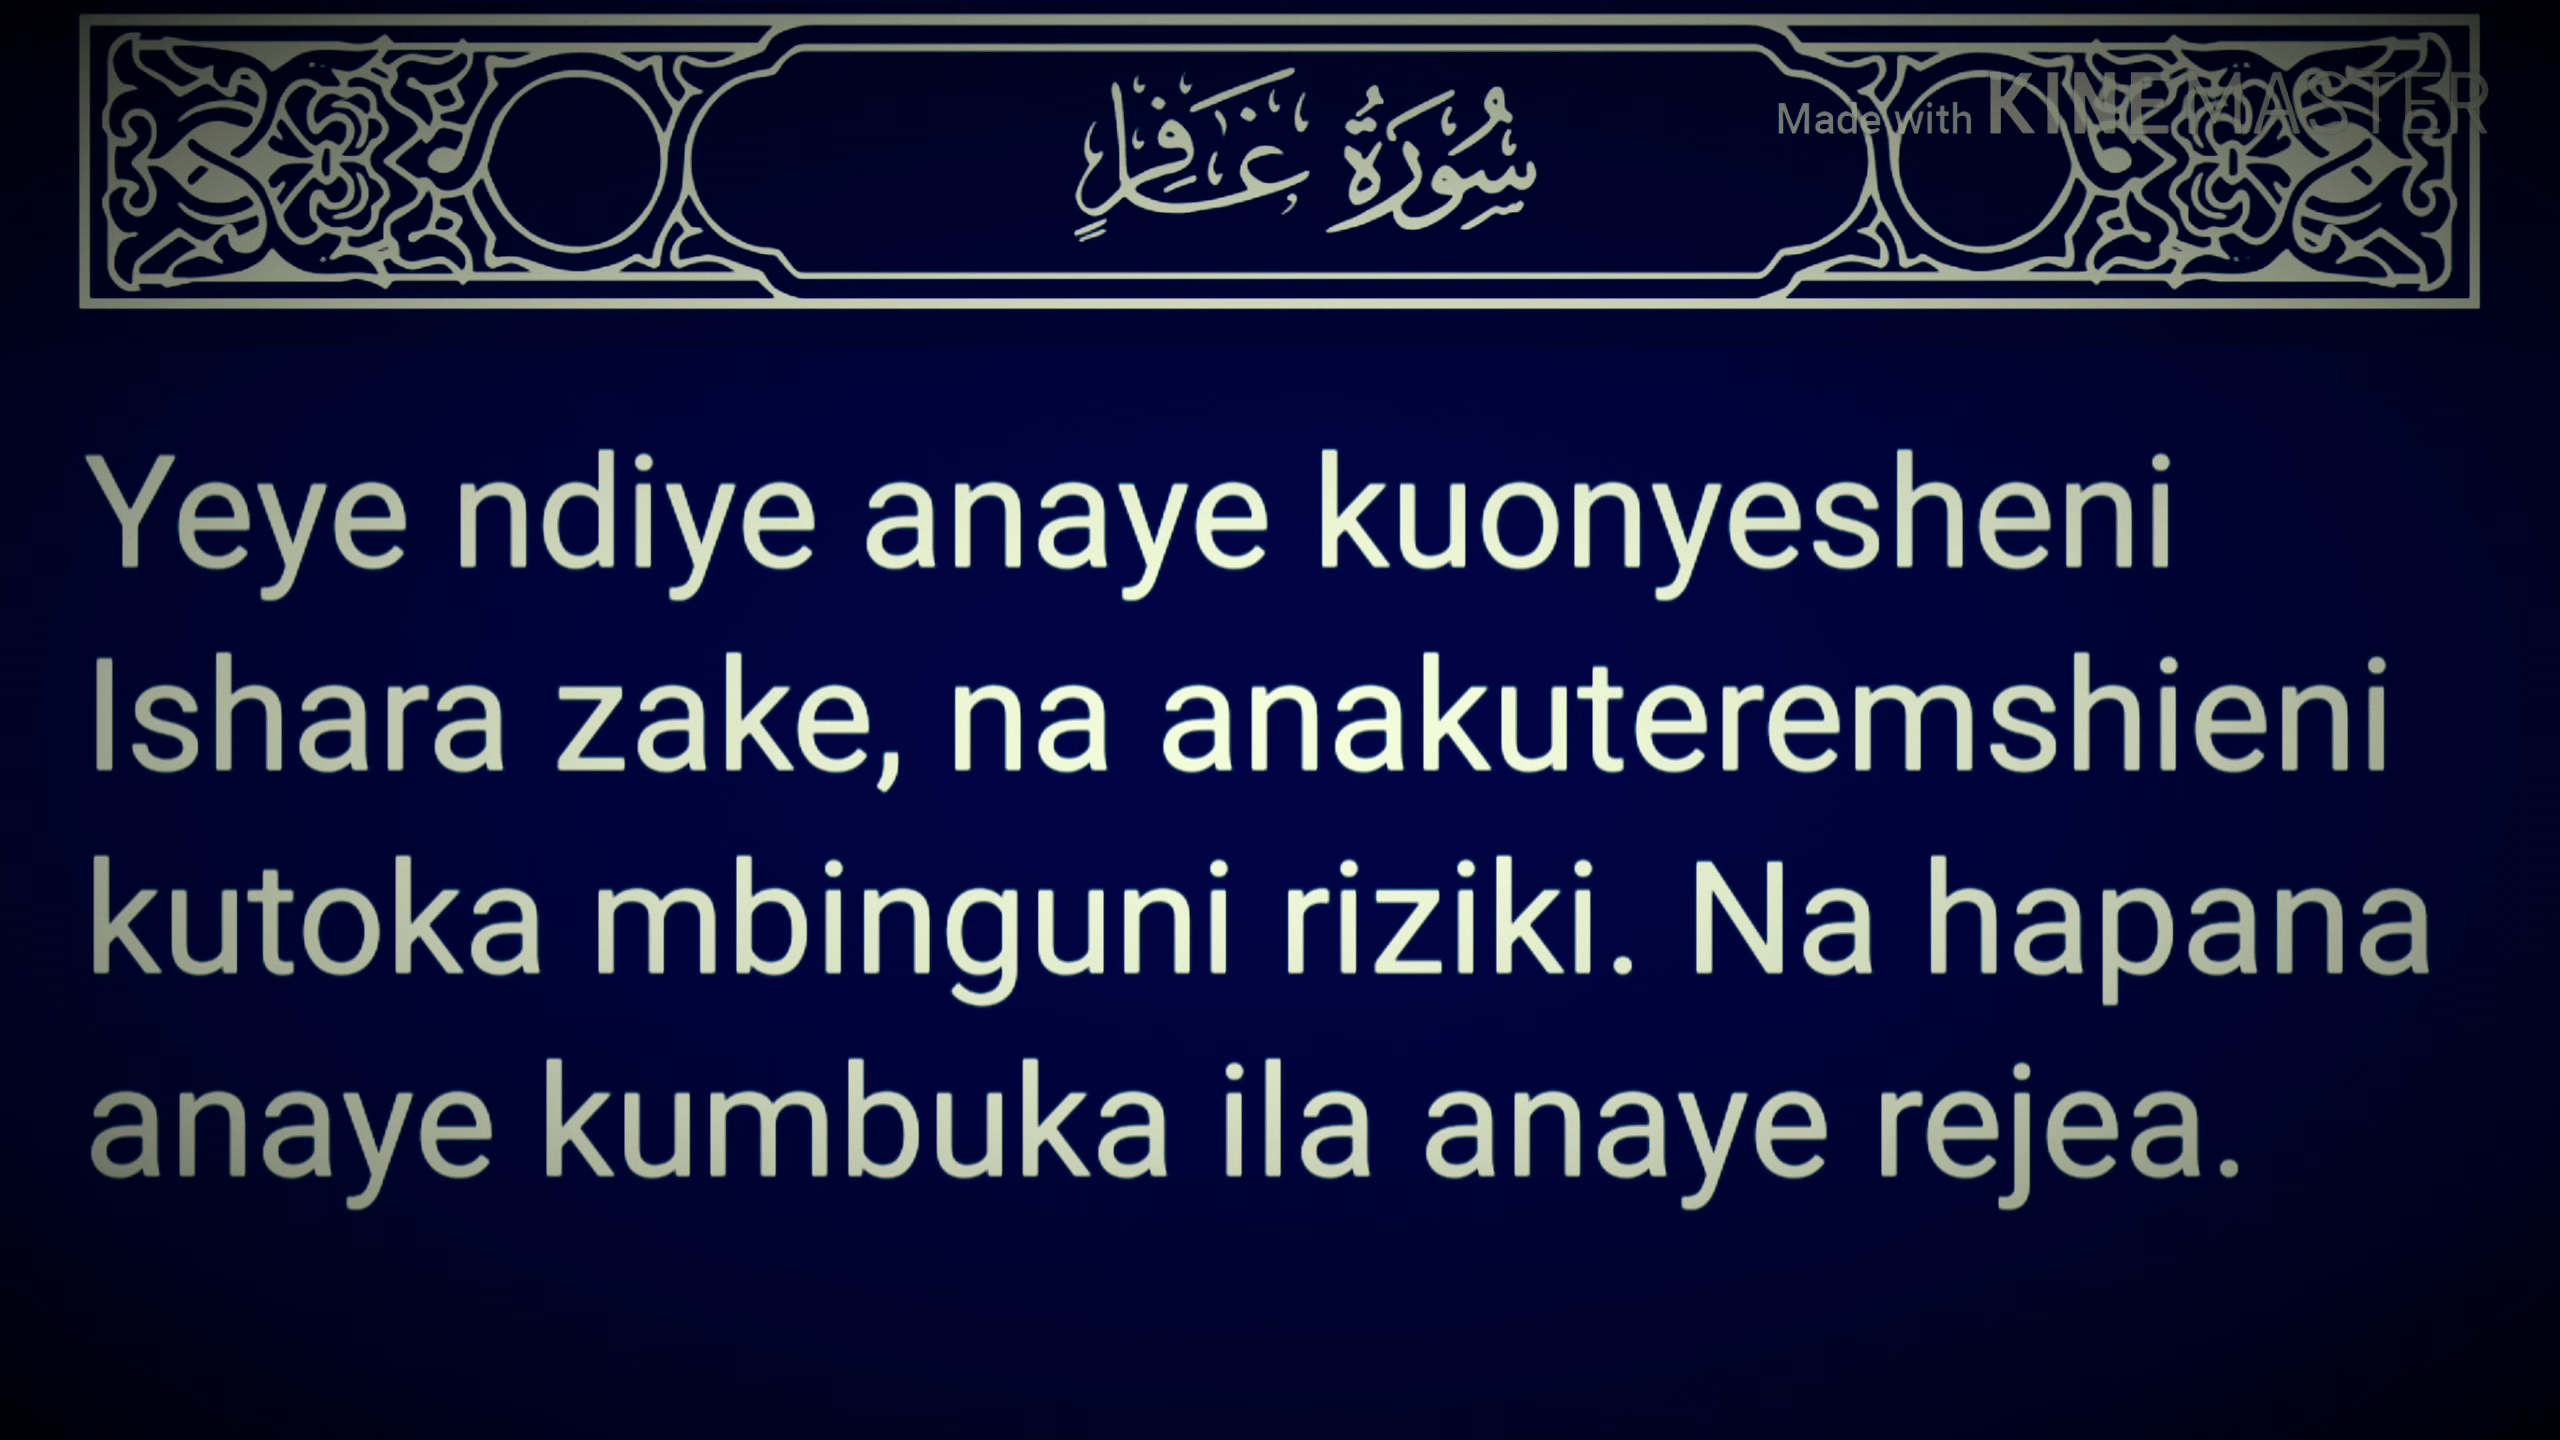 سُورَةُ غَافِرٍ
Made with KINEMASTER
Yeye ndiye anaye kuonyesheni
Ishara zake, na anakuteremshieni
kutoka mbinguni riziki. Na hapana
anaye kumbuka ila anaye rejea.